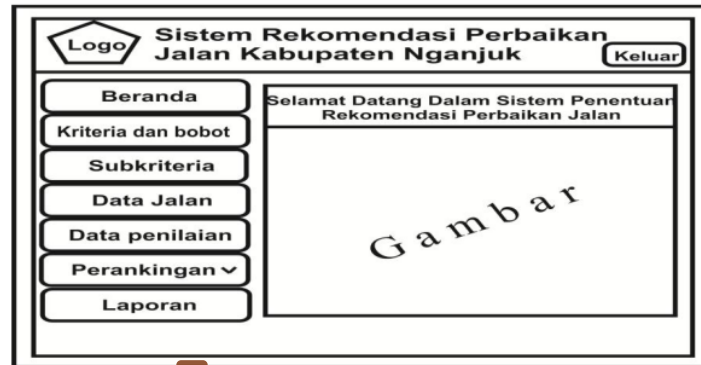 Logo
Sistem Rekomendasi Perbaikan
Jalan Kabupaten Nganjuk
Keluar
Beranda
Kriteria dan bobot
Subkriteria
Data Jalan
Data penilaian
Perankingan
Laporan
Selamat Datang Dalam Sistem Penentuan
Rekomendasi Perbaikan Jalan
Gambar